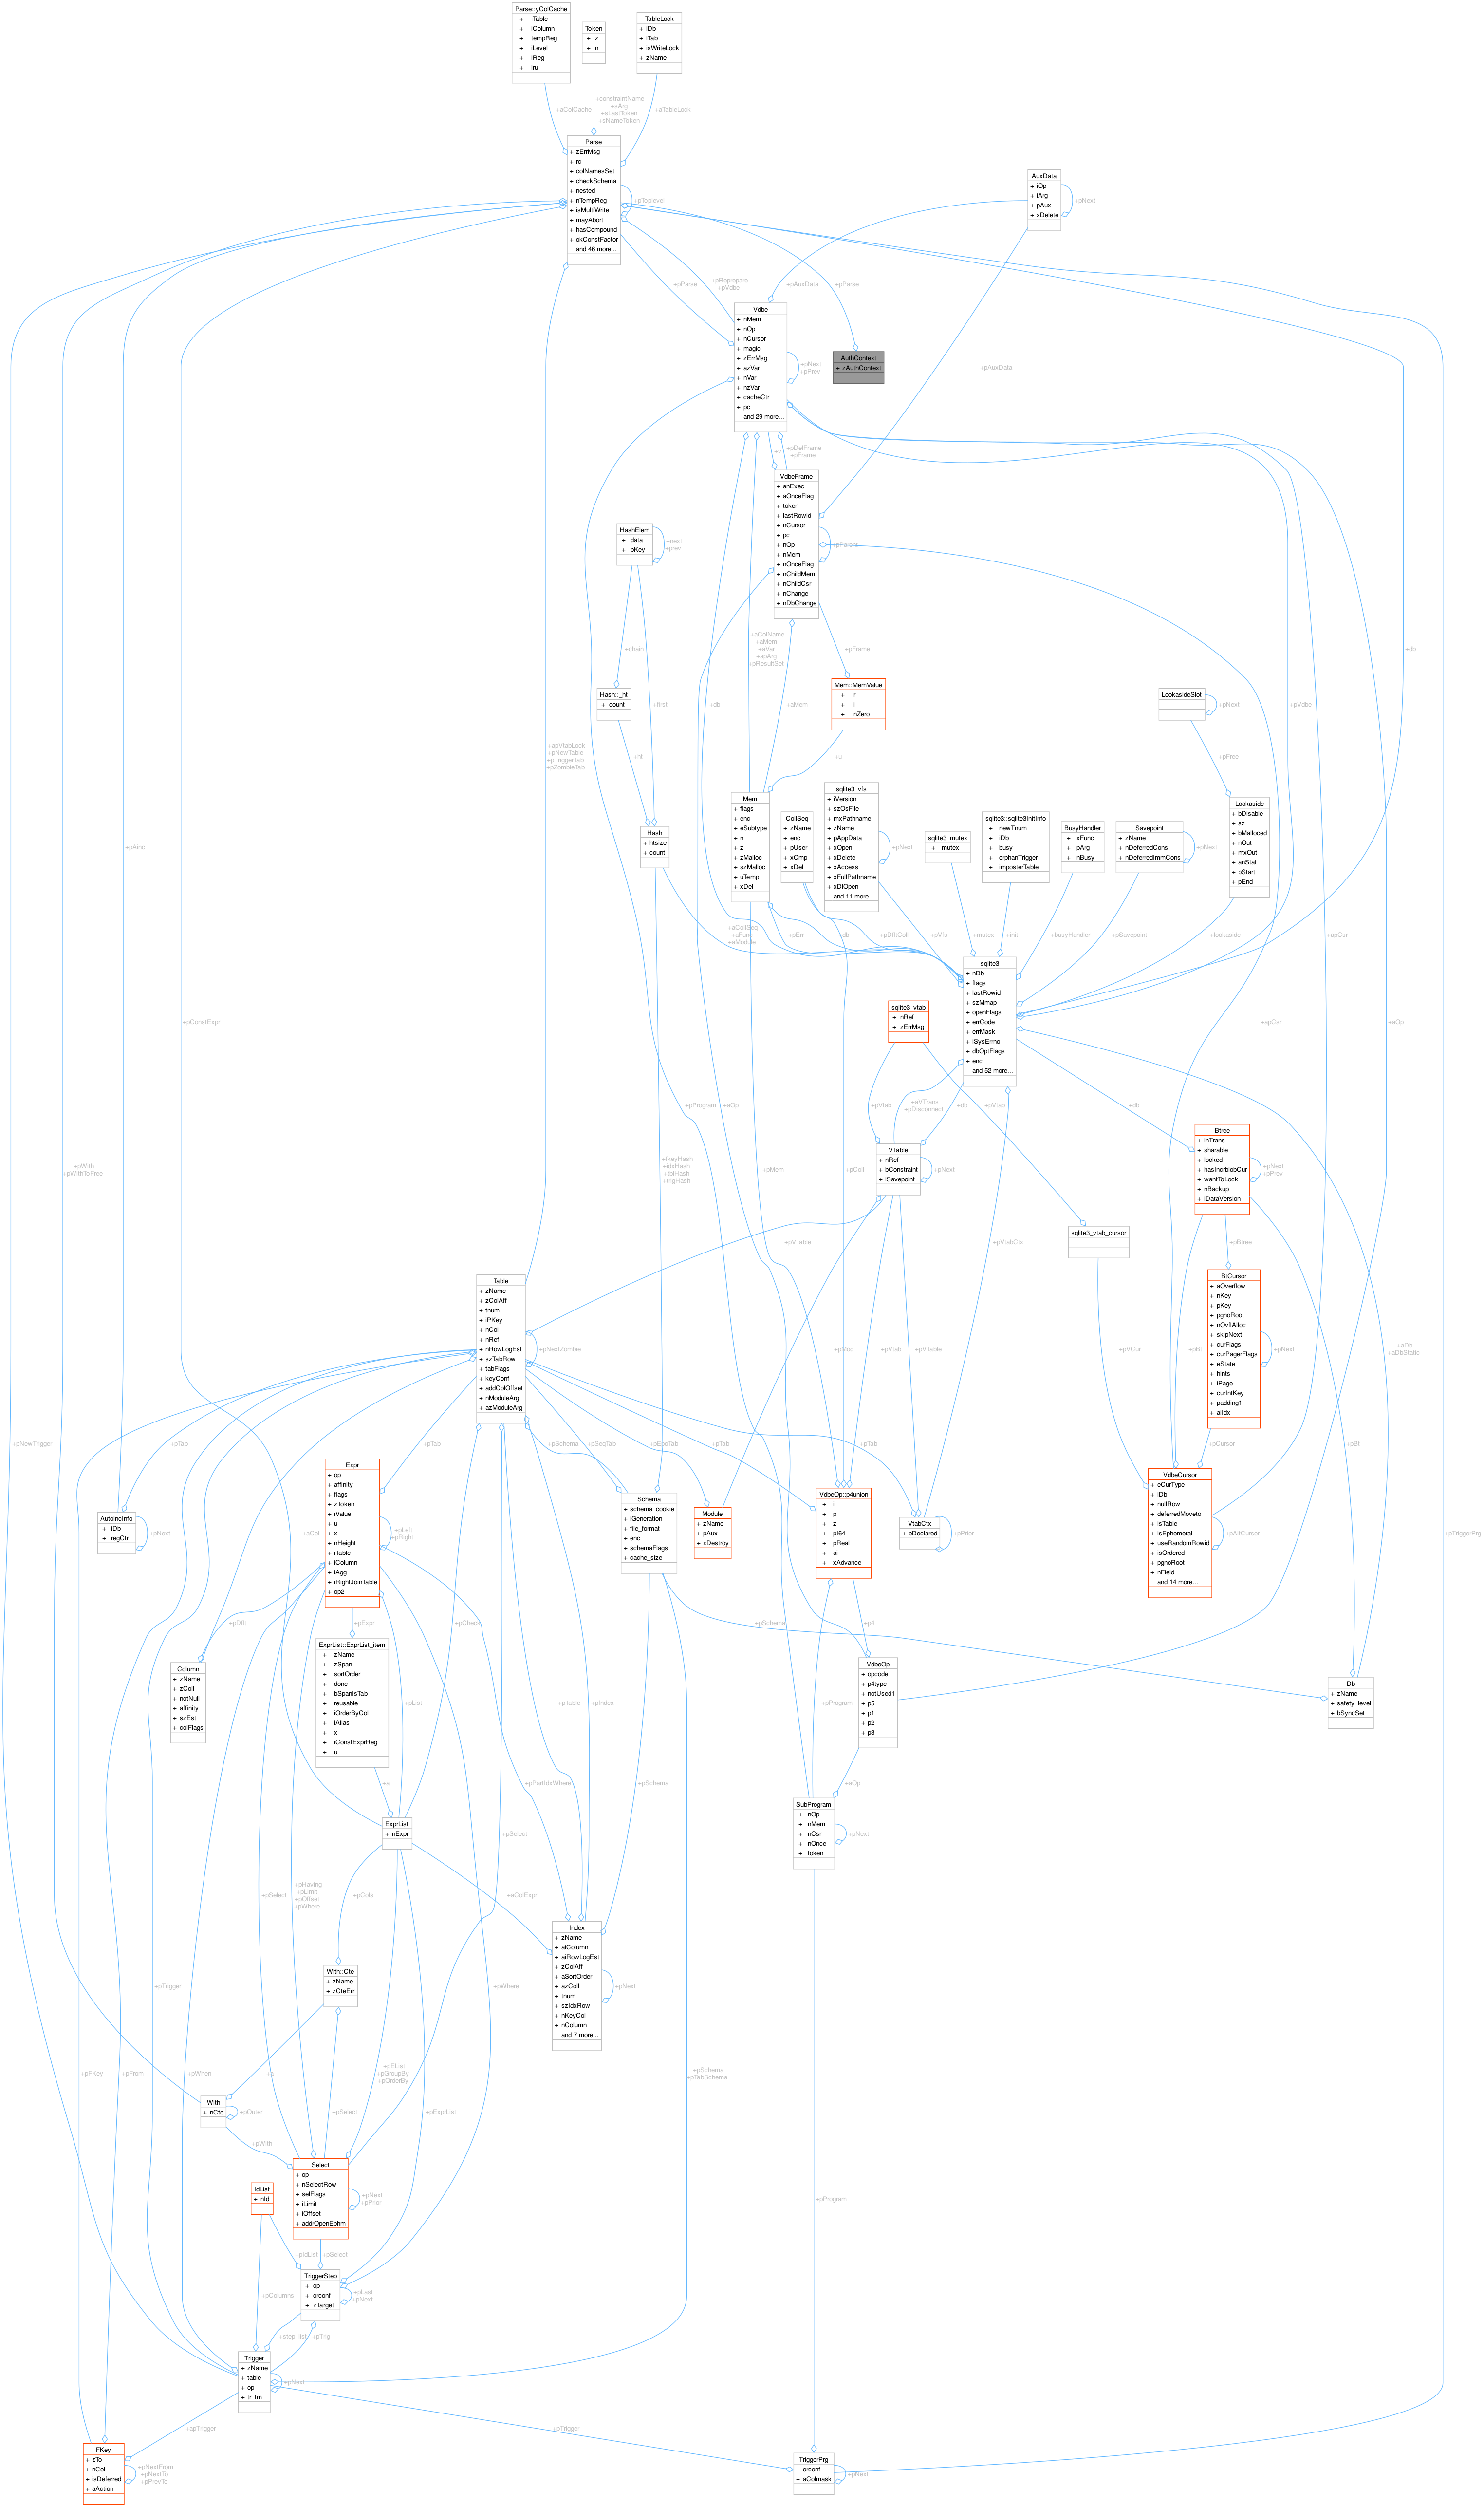 Parse::yColCache
+ iTable
+ iColumn
+ tempReg
+ iLevel
+ iReg
+ lru
Token
+ z
+ n
TableLock
+ iDb
+ iTab
+ isWriteLock
+ zName
+aColCache
+constraintName
+sArg
+sLastToken
+sNameToken
+aTableLock
Parse
+ zErrMsg
+ rc
+ colNamesSet
+ checkSchema
+ nested
+ nTempReg
+ isMultiWrite
+ mayAbort
+ hasCompound
+ okConstFactor
and 46 more...
+pToplevel
AuxData
+ iOp
+ iArg
+ pAux
+ xDelete
+pNext
+pParse
+pReprepare
+pVdbe
+pAuxData
+pParse
Vdbe
+ nMem
+ nOp
+ nCursor
+ magic
+ zErrMsg
+ azVar
+ nVar
+ nzVar
+ cacheCtr
+ pc
and 29 more...
+pNext
+pPrev
AuthContext
+ zAuthContext
+pAuxData
+v
+pDelFrame
+pFrame
VdbeFrame
+ anExec
+ aOnceFlag
+ token
+ lastRowid
+ nCursor
+ pc
+ nOp
+ nMem
+ nOnceFlag
+ nChildMem
+ nChildCsr
+ nChange
+ nDbChange
+pParent
HashElem
+ data
+ pKey
+next
+prev
+chain
+first
+aColName
+aMem
+aVar
+apArg
+pResultSet
+pFrame
+db
+pVdbe
Hash::_ht
+ count
+db
+aMem
Mem::MemValue
+ r
+ i
+ nZero
LookasideSlot
+pNext
+ht
+u
+pFree
+apVtabLock
+pNewTable
+pTriggerTab
+pZombieTab
Hash
+ htsize
+ count
Mem
+ flags
+ enc
+ eSubtype
+ n
+ z
+ zMalloc
+ szMalloc
+ uTemp
+ xDel
CollSeq
+ zName
+ enc
+ pUser
+ xCmp
+ xDel
sqlite3_vfs
+ iVersion
+ szOsFile
+ mxPathname
+ zName
+ pAppData
+ xOpen
+ xDelete
+ xAccess
+ xFullPathname
+ xDlOpen
and 11 more...
+pNext
sqlite3_mutex
+ mutex
sqlite3::sqlite3InitInfo
+ newTnum
+ iDb
+ busy
+ orphanTrigger
+ imposterTable
BusyHandler
+ xFunc
+ pArg
+ nBusy
Savepoint
+ zName
+ nDeferredCons
+ nDeferredImmCons
+pNext
Lookaside
+ bDisable
+ sz
+ bMalloced
+ nOut
+ mxOut
+ anStat
+ pStart
+ pEnd
+pAinc
+aCollSeq
+aFunc
+aModule
+pErr
+db
+pDfltColl
+pVfs
+mutex
+init
+busyHandler
+pSavepoint
+lookaside
+apCsr
sqlite3
+ nDb
+ flags
+ lastRowid
+ szMmap
+ openFlags
+ errCode
+ errMask
+ iSysErrno
+ dbOptFlags
+ enc
and 52 more...
sqlite3_vtab
+ nRef
+ zErrMsg
+pConstExpr
+apCsr
+aOp
+pProgram
+aOp
+pVtab
+aVTrans
+pDisconnect
+db
+pVtab
+db
Btree
+ inTrans
+ sharable
+ locked
+ hasIncrblobCur
+ wantToLock
+ nBackup
+ iDataVersion
+pNext
+pPrev
+pWith
+pWithToFree
+fkeyHash
+idxHash
+tblHash
+trigHash
+pMem
+pColl
VTable
+ nRef
+ bConstraint
+ iSavepoint
+pNext
+pVTable
+pVtabCtx
sqlite3_vtab_cursor
+pBtree
Table
+ zName
+ zColAff
+ tnum
+ iPKey
+ nCol
+ nRef
+ nRowLogEst
+ szTabRow
+ tabFlags
+ keyConf
+ addColOffset
+ nModuleArg
+ azModuleArg
+pNextZombie
+pMod
+pVtab
+pVTable
+pVCur
+pBt
BtCursor
+ aOverflow
+ nKey
+ pKey
+ pgnoRoot
+ nOvflAlloc
+ skipNext
+ curFlags
+ curPagerFlags
+ eState
+ hints
+ iPage
+ curIntKey
+ padding1
+ aiIdx
+pNext
+aDb
+aDbStatic
+pNewTrigger
+pTab
+pTab
+pSchema
+pSeqTab
+pEpoTab
+pTab
+pTab
+pCursor
+pBt
AutoincInfo
+ iDb
+ regCtr
+pNext
+aCol
Expr
+ op
+ affinity
+ flags
+ zToken
+ iValue
+ u
+ x
+ nHeight
+ iTable
+ iColumn
+ iAgg
+ iRightJoinTable
+ op2
+pLeft
+pRight
Schema
+ schema_cookie
+ iGeneration
+ file_format
+ enc
+ schemaFlags
+ cache_size
Module
+ zName
+ pAux
+ xDestroy
VdbeOp::p4union
+ i
+ p
+ z
+ pI64
+ pReal
+ ai
+ xAdvance
VtabCtx
+ bDeclared
+pPrior
VdbeCursor
+ eCurType
+ iDb
+ nullRow
+ deferredMoveto
+ isTable
+ isEphemeral
+ useRandomRowid
+ isOrdered
+ pgnoRoot
+ nField
and 14 more...
+pAltCursor
+pTriggerPrg
+pDflt
+pExpr
+pCheck
+pSchema
+p4
Column
+ zName
+ zColl
+ notNull
+ affinity
+ szEst
+ colFlags
ExprList::ExprList_item
+ zName
+ zSpan
+ sortOrder
+ done
+ bSpanIsTab
+ reusable
+ iOrderByCol
+ iAlias
+ x
+ iConstExprReg
+ u
+pList
+pTable
+pIndex
+pProgram
VdbeOp
+ opcode
+ p4type
+ notUsed1
+ p5
+ p1
+ p2
+ p3
Db
+ zName
+ safety_level
+ bSyncSet
+a
+pPartIdxWhere
+pSchema
+aOp
ExprList
+ nExpr
+pSelect
SubProgram
+ nOp
+ nMem
+ nCsr
+ nOnce
+ token
+pNext
+pSelect
+pHaving
+pLimit
+pOffset
+pWhere
+pCols
+aColExpr
Index
+ zName
+ aiColumn
+ aiRowLogEst
+ zColAff
+ aSortOrder
+ azColl
+ tnum
+ szIdxRow
+ nKeyCol
+ nColumn
and 7 more...
+pNext
+pTrigger
With::Cte
+ zName
+ zCteErr
+pWhere
+pFKey
+pFrom
+pWhen
+a
+pEList
+pGroupBy
+pOrderBy
+pSchema
+pTabSchema
With
+ nCte
+pOuter
+pSelect
+pExprList
+pWith
Select
+ op
+ nSelectRow
+ selFlags
+ iLimit
+ iOffset
+ addrOpenEphm
+pNext
+pPrior
IdList
+ nId
+pProgram
+pIdList
+pSelect
TriggerStep
+ op
+ orconf
+ zTarget
+pLast
+pNext
+pColumns
+step_list
+pTrig
Trigger
+ zName
+ table
+ op
+ tr_tm
+pNext
+apTrigger
+pTrigger
FKey
+ zTo
+ nCol
+ isDeferred
+ aAction
+pNextFrom
+pNextTo
+pPrevTo
TriggerPrg
+ orconf
+ aColmask
+pNext